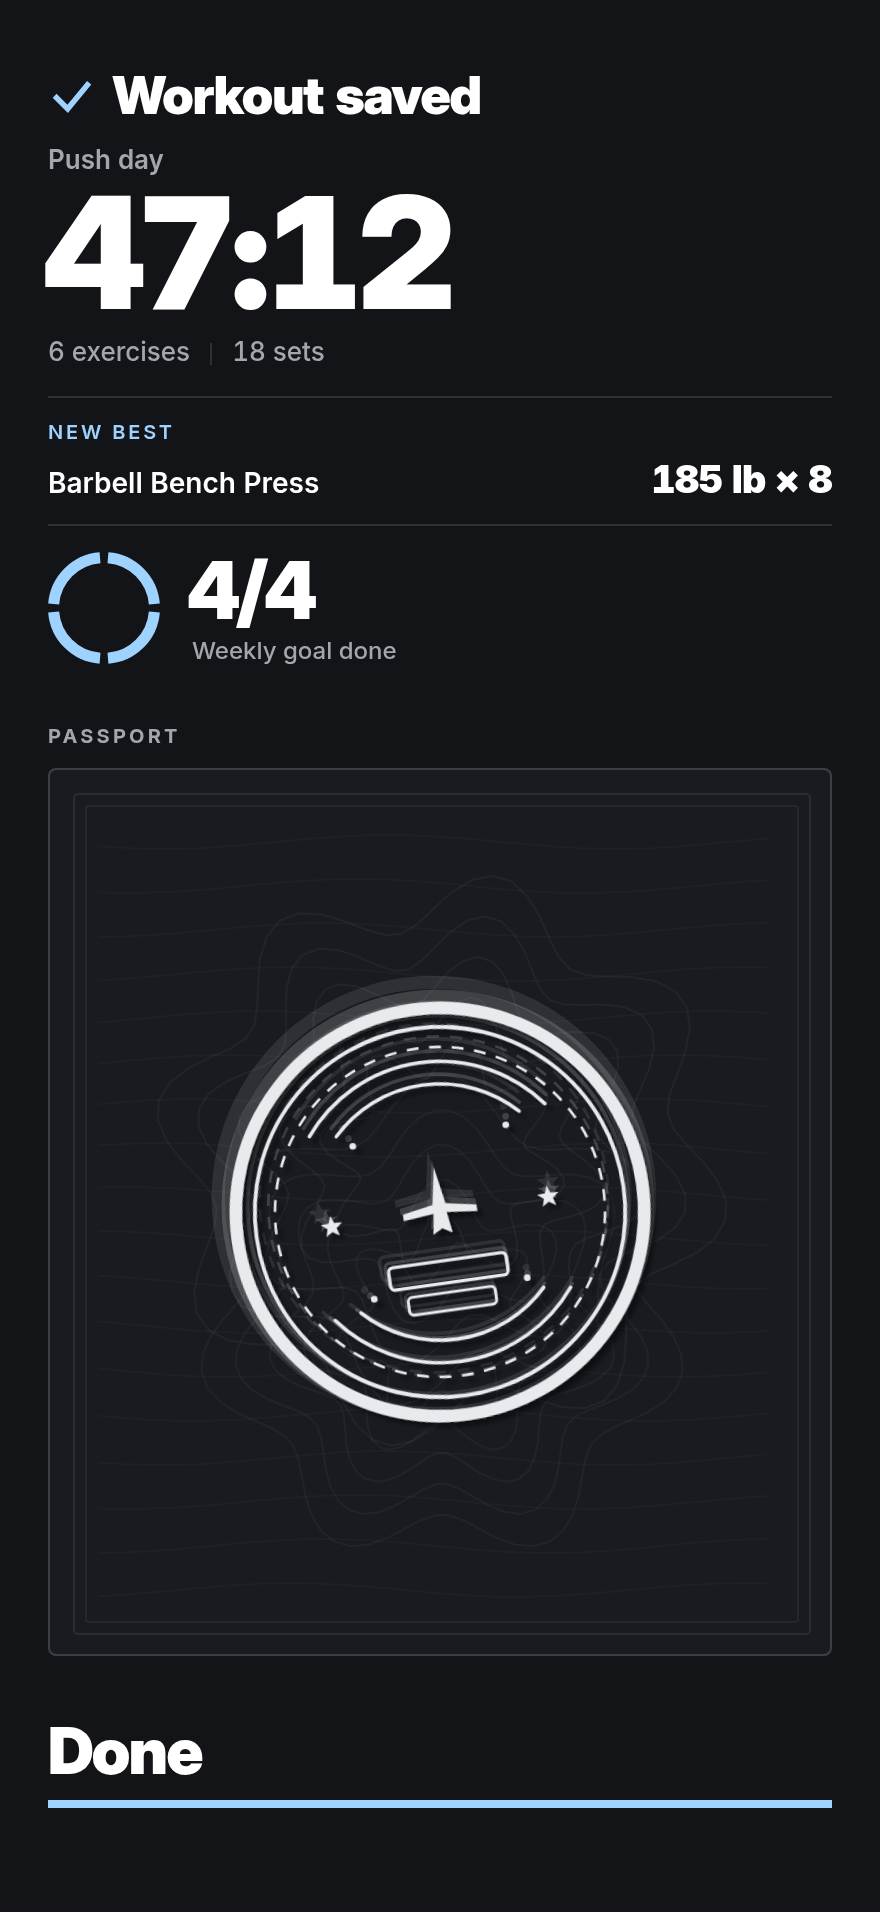 Workout saved
Push day
47:12
6 exercises | 18 sets
NEW BEST
Barbell Bench Press 185 lb × 8
4/4
Weekly goal done
PASSPORT
Done